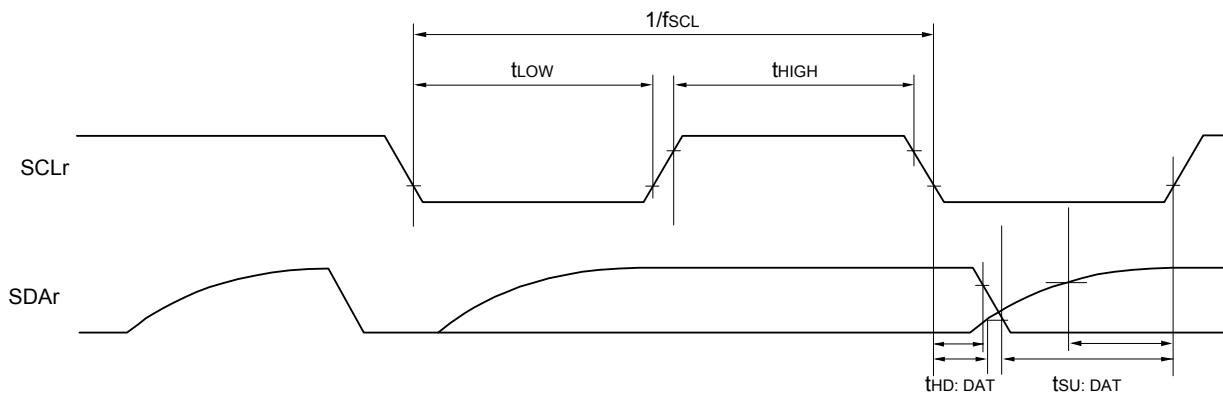 1/fSCL
tLOW
tHIGH
SCLr
SDAr
tHD: DAT
tSU: DAT